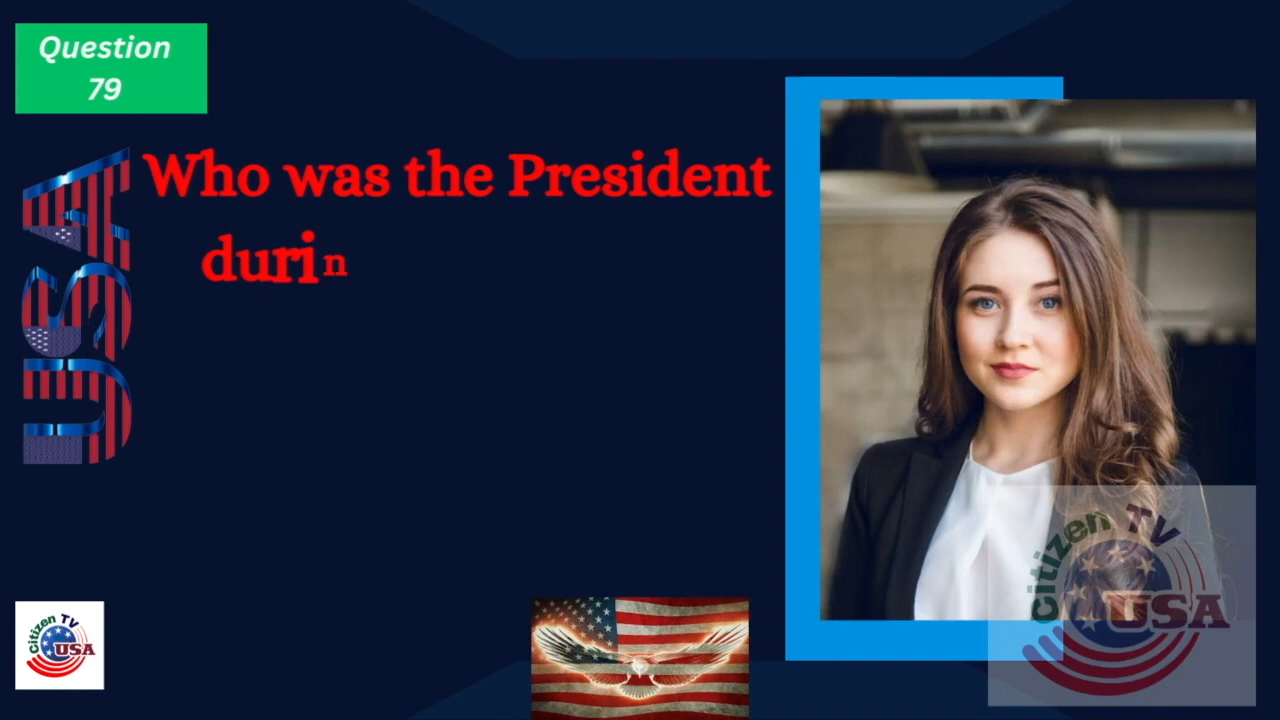 Question
79
USA
Who was the President
durin
Citizen TV
USA
Citizen TV
USA